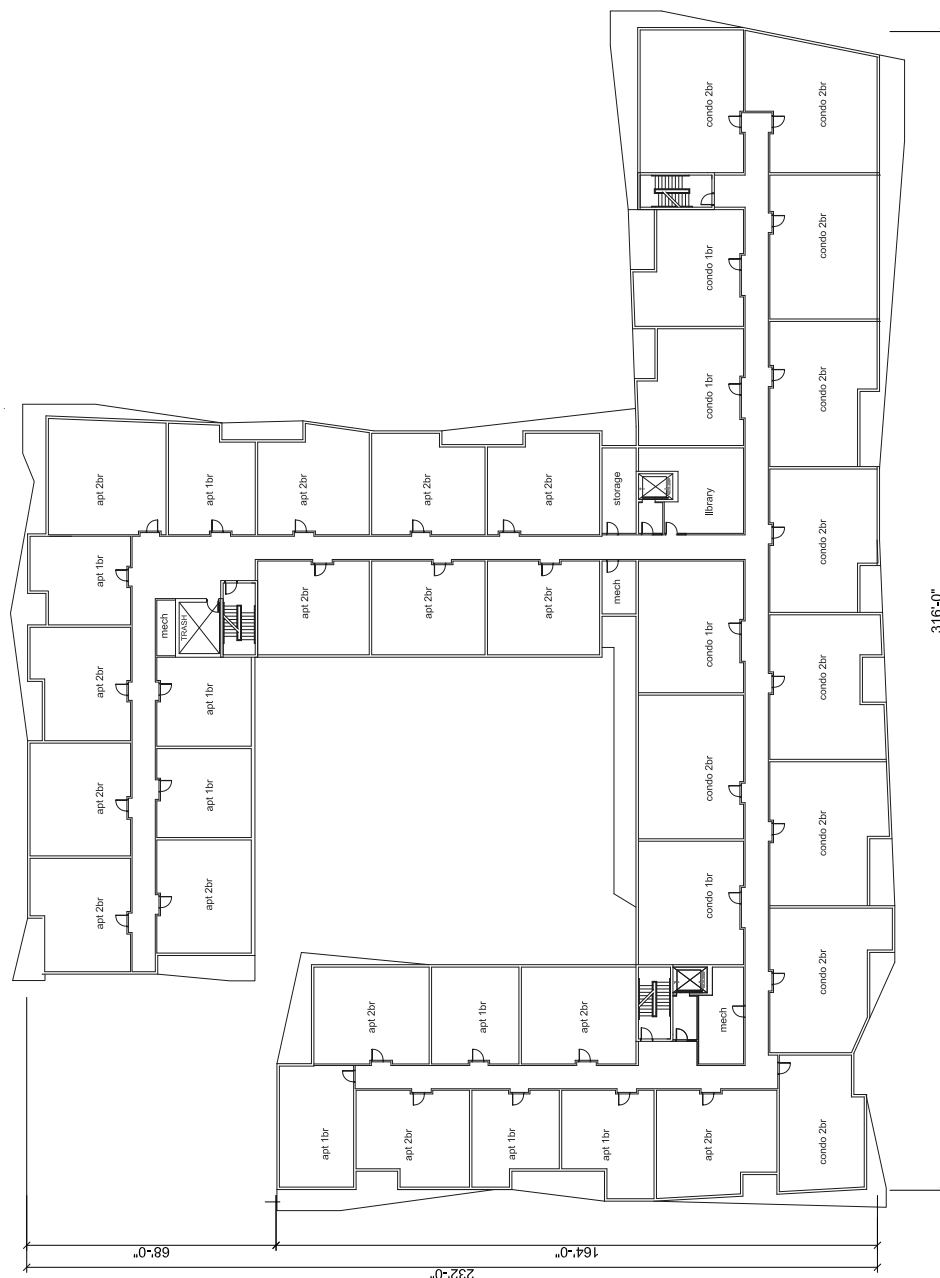 condo 2br
condo 2br
condo 2br
condo 1br
condo 2br
condo 1br
apt 2br
apt 1br
apt 2br
apt 2br
apt 2br
storage
library
condo 2br
apt 1br
mech
TRASH
apt 2br
apt 2br
apt 2br
mech
condo 1br
condo 2br
316'-0"
apt 2br
apt 1br
condo 2br
apt 2br
apt 1br
condo 2br
condo 2br
apt 2br
apt 2br
condo 1br
condo 2br
apt 2br
apt 1br
apt 2br
mech
apt 1br
apt 2br
apt 1br
apt 1br
apt 2br
condo 2br
68'-0"
164'-0"
232'-0"